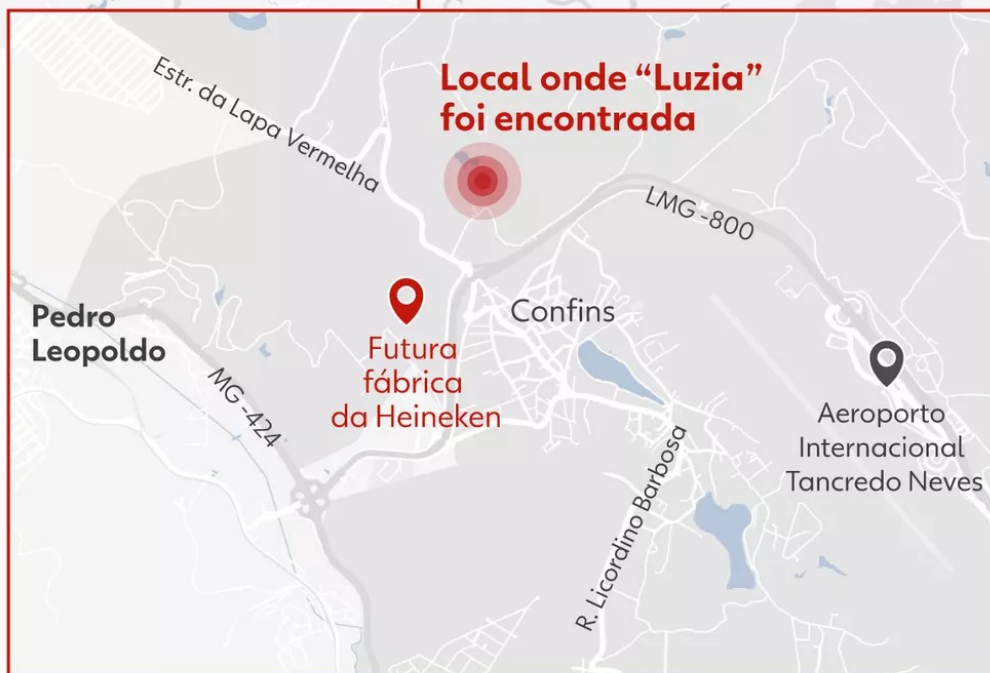 Local onde “Luzia”
foi encontrada
Estr. da Lapa Vermelha
LMG-800
Pedro
Leopoldo
Confins
Futura
fábrica
da Heineken
MG-424
Aeroporto
Internacional
Tancredo Neves
R. Licordino Barbosa